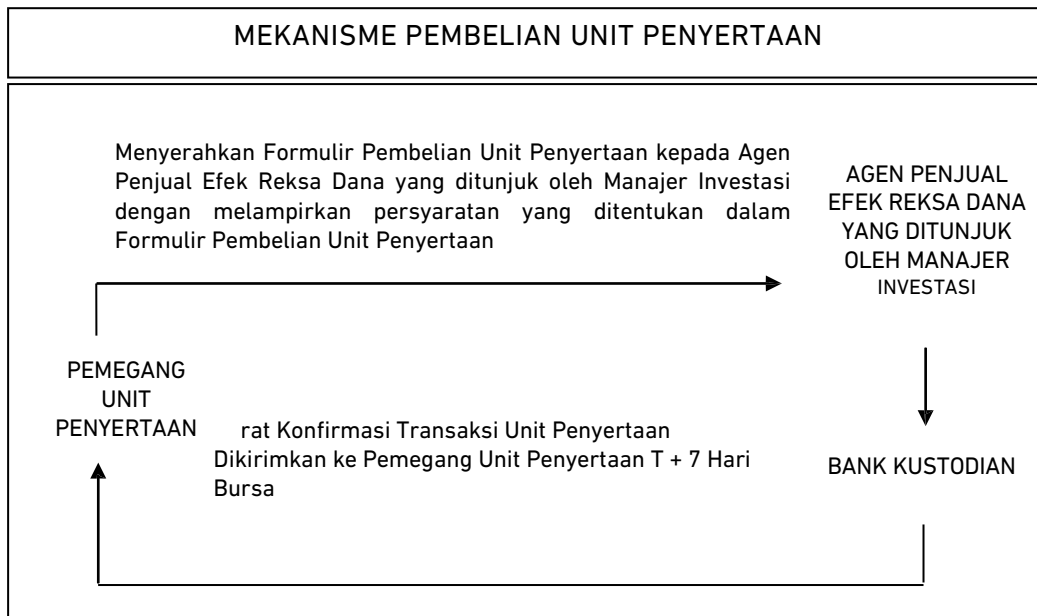 MEKANISME PEMBELIAN UNIT PENYERTAAN
Menyerahkan Formulir Pembelian Unit Penyertaan kepada Agen
Penjual Efek Reksa Dana yang ditunjuk oleh Manajer Investasi
dengan melampirkan persyaratan yang ditentukan dalam
Formulir Pembelian Unit Penyertaan
AGEN PENJUAL
EFEK REKSA DANA
YANG DITUNJUK
OLEH MANAJER
INVESTASI
PEMEGANG
UNIT
PENYERTAAN
rat Konfirmasi Transaksi Unit Penyertaan
Dikirimkan ke Pemegang Unit Penyertaan T + 7 Hari
Bursa
BANK KUSTODIAN